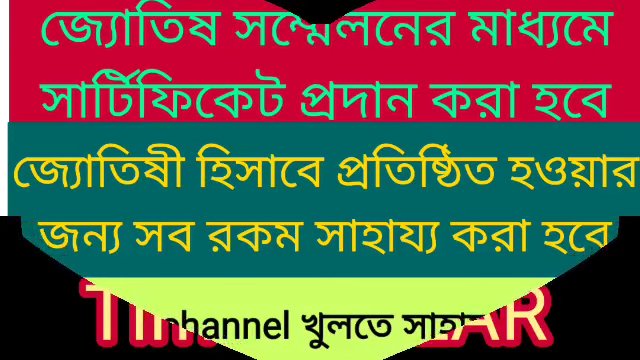 জ্যোতিষ সম্মেলনের মাধ্যমে
সার্টিফিকেট প্রদান করা হবে
জ্যোতিষী হিসাবে প্রতিষ্ঠিত হওয়ার
জন্য সব রকম সাহায্য করা হবে
channel খুলতে